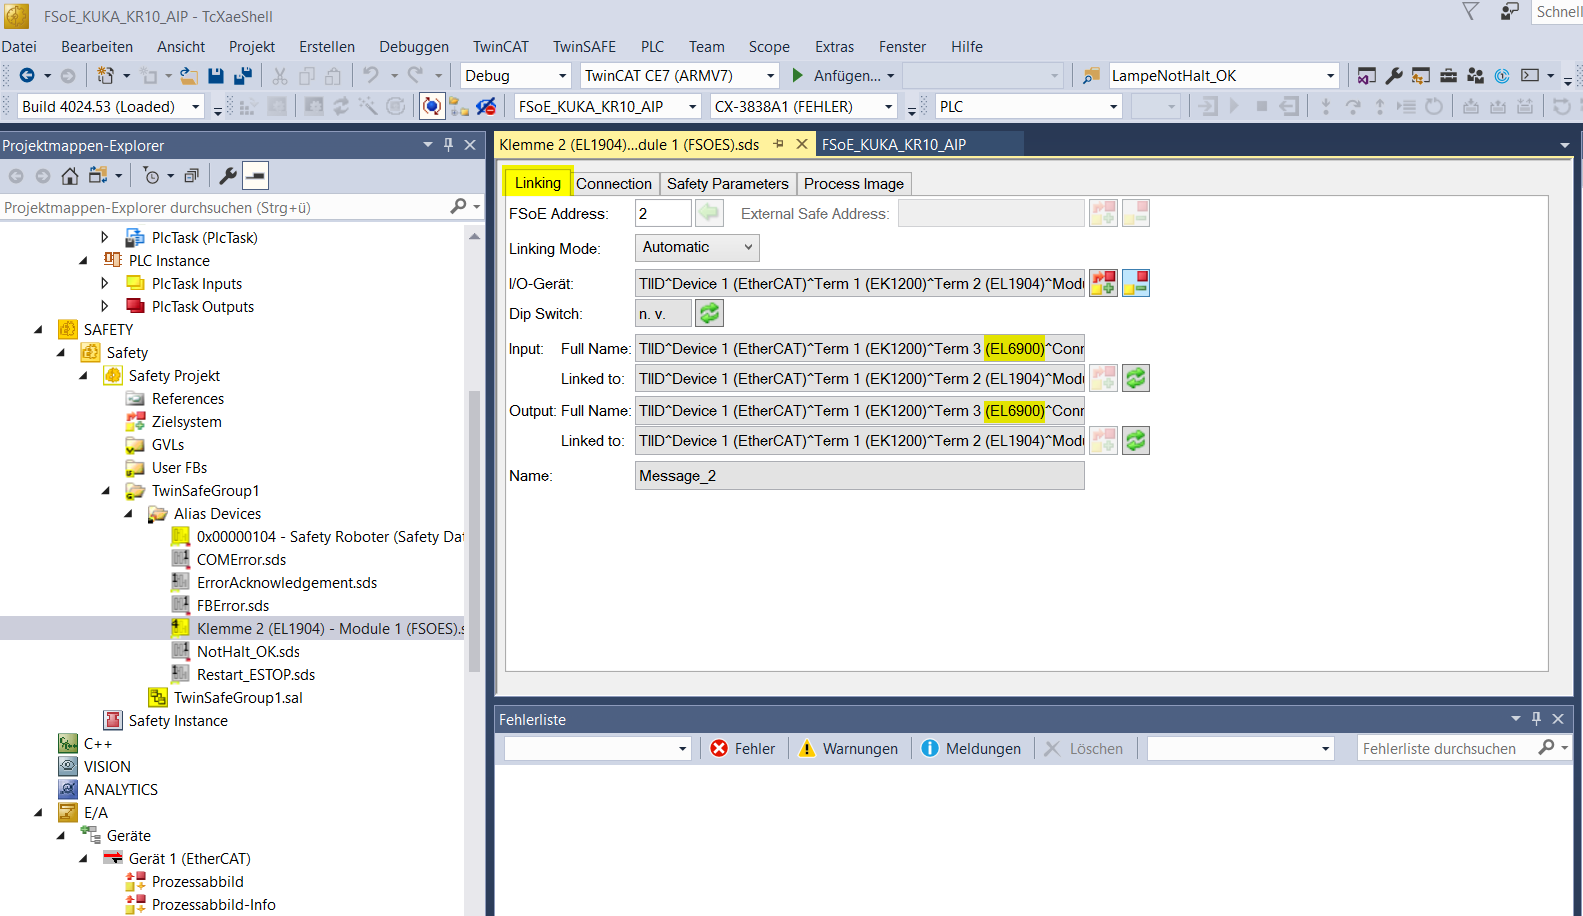 FSoE_KUKA_KR10_AIP - TcXaeShell
Schnell
Datei Bearbeiten Ansicht Projekt Erstellen Debuggen TwinCAT TwinSAFE PLC Team Scope Extras Fenster Hilfe
Debug TwinCAT CE7 (ARMV7) Anfügen... LampeNotHalt_OK
Build 4024.53 (Loaded) FSoE_KUKA_KR10_AIP CX-3838A1 (FEHLER) PLC
Projektmappen-Explorer
Projektmappen-Explorer durchsuchen (Strg+ü)
PlcTask (PlcTask)
PLC Instance
PlcTask Inputs
PlcTask Outputs
SAFETY
Safety
Safety Projekt
References
Zielsystem
GVLs
User FBs
TwinSafeGroup1
Alias Devices
0x00000104 - Safety Roboter (Safety Dat
COMError.sds
ErrorAcknowledgement.sds
FBError.sds
Klemme 2 (EL1904) - Module 1 (FSOES).s
NotHalt_OK.sds
Restart_ESTOP.sds
TwinSafeGroup1.sal
Safety Instance
C++
VISION
ANALYTICS
E/A
Geräte
Gerät 1 (EtherCAT)
Prozessabbild
Prozessabbild-Info
Klemme 2 (EL1904)...dule 1 (FSOES).sds FSoE_KUKA_KR10_AIP
Linking Connection Safety Parameters Process Image
FSoE Address: 2 External Safe Address:
Linking Mode: Automatic
I/O-Gerät: TIID^Device 1 (EtherCAT)^Term 1 (EK1200)^Term 2 (EL1904)^Modu
Dip Switch: n. v.
Input: Full Name: TIID^Device 1 (EtherCAT)^Term 1 (EK1200)^Term 3 (EL6900)^Conn
Linked to: TIID^Device 1 (EtherCAT)^Term 1 (EK1200)^Term 2 (EL1904)^Modu
Output: Full Name: TIID^Device 1 (EtherCAT)^Term 1 (EK1200)^Term 3 (EL6900)^Conn
Linked to: TIID^Device 1 (EtherCAT)^Term 1 (EK1200)^Term 2 (EL1904)^Modu
Name: Message_2
Fehlerliste
Fehler Warnungen Meldungen Löschen Fehlerliste durchsuchen